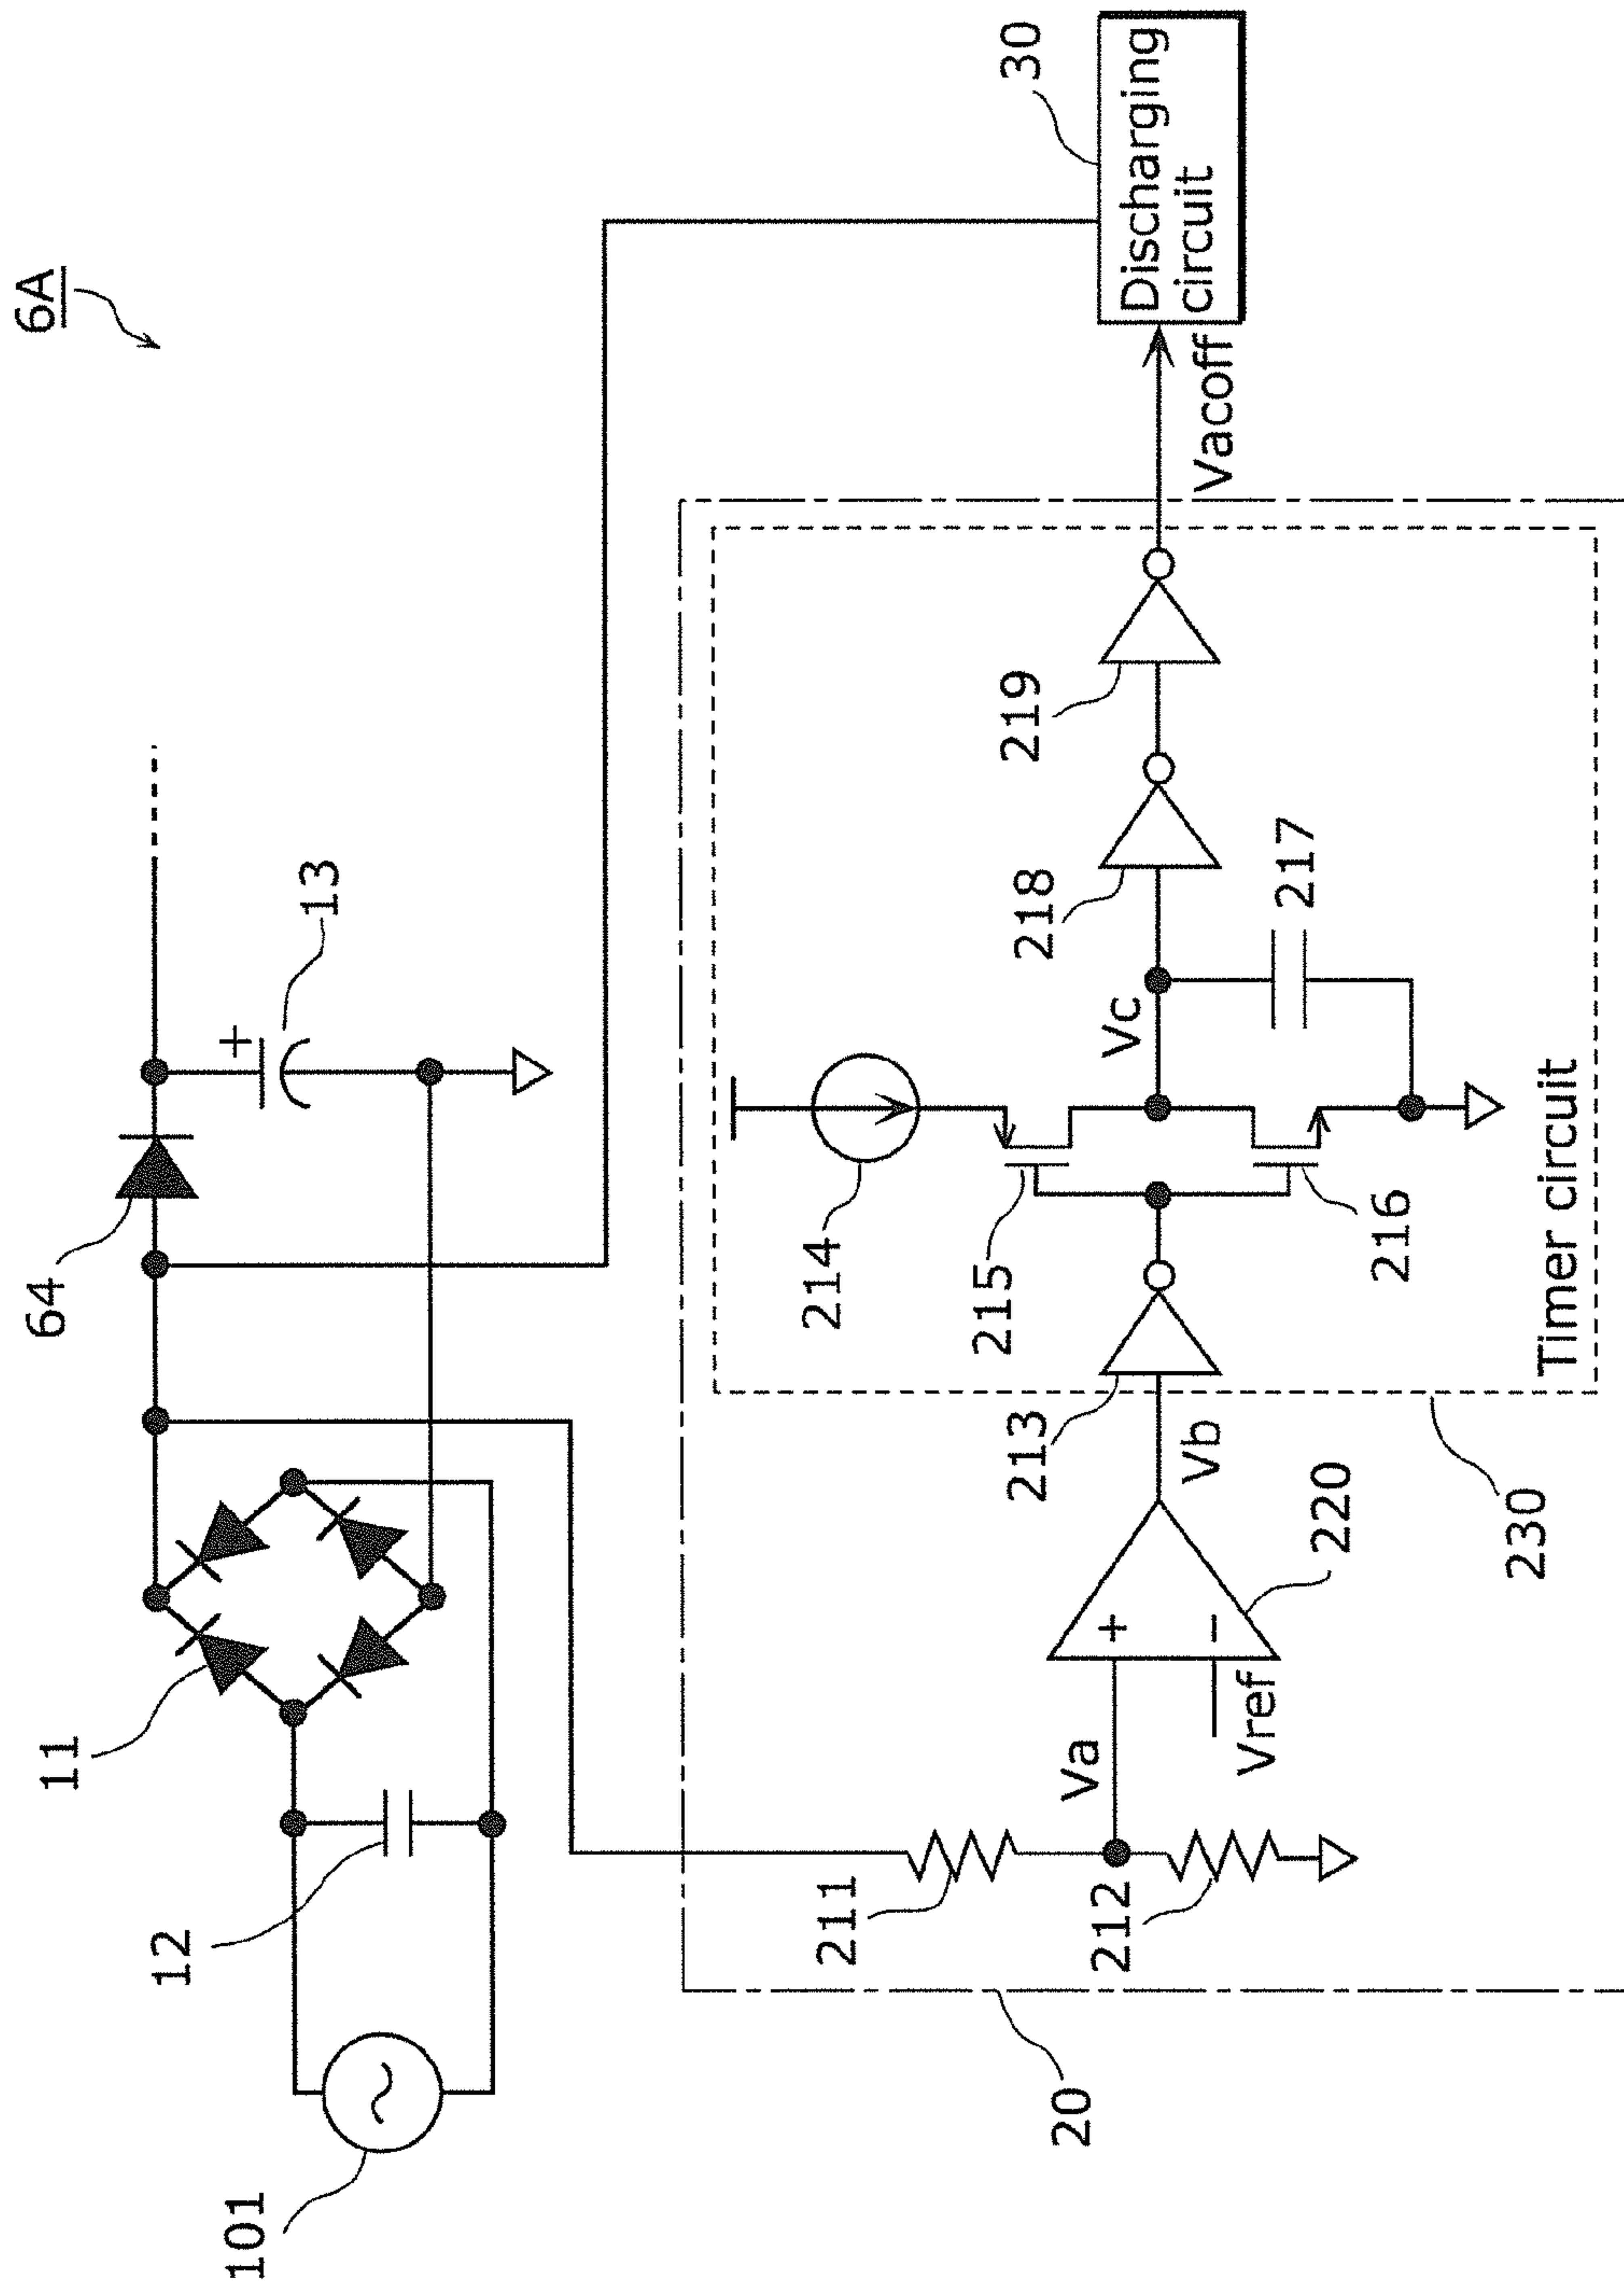 6A
64
13
11
12
101
30
Discharging
circuit
Vacoff
211
Va
212
Vref
+
−
220
Vb
213
214
215
216
Vc
217
218
219
Timer circuit
230
20
+